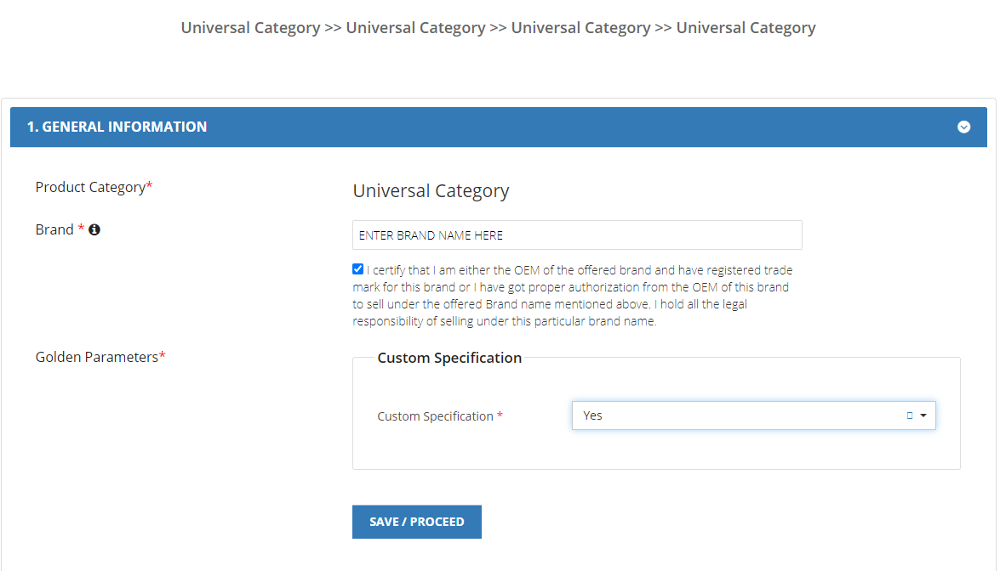 Universal Category >> Universal Category >> Universal Category >> Universal Category
1. GENERAL INFORMATION
Product Category*
Universal Category
Brand *
ENTER BRAND NAME HERE
I certify that I am either the OEM of the offered brand and have registered trade
mark for this brand or I have got proper authorization from the OEM of this brand
to sell under the offered Brand name mentioned above. I hold all the legal
responsibility of selling under this particular brand name.
Golden Parameters*
Custom Specification
Custom Specification *
Yes
SAVE / PROCEED